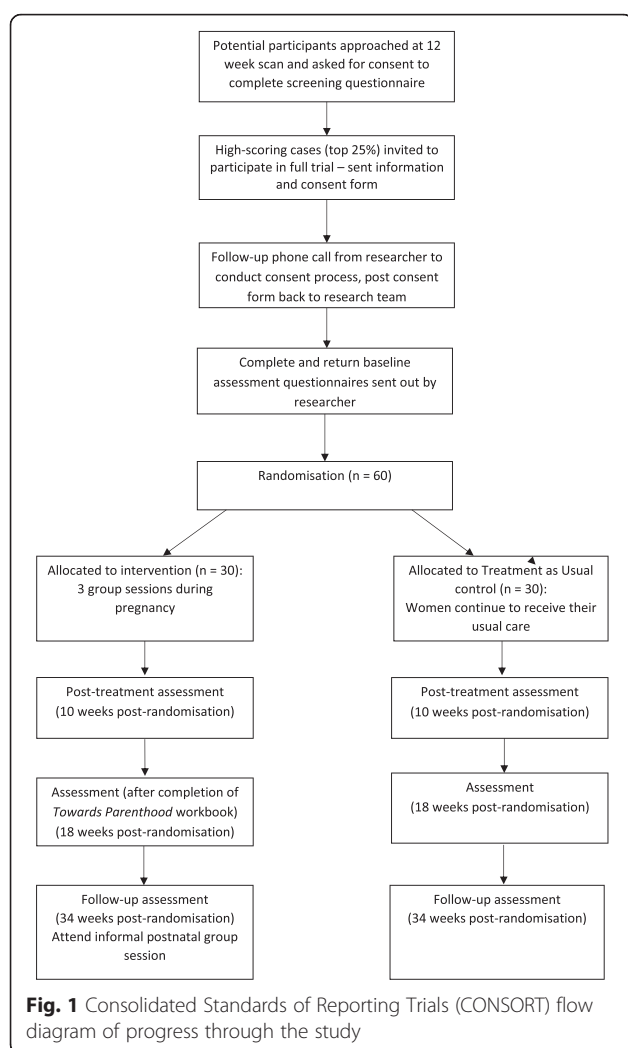 Potential participants approached at 12
week scan and asked for consent to
complete screening questionnaire
High-scoring cases (top 25%) invited to
participate in full trial – sent information
and consent form
Follow-up phone call from researcher to
conduct consent process, post consent
form back to research team
Complete and return baseline
assessment questionnaires sent out by
researcher
Randomisation (n = 60)
Allocated to intervention (n = 30):
3 group sessions during
pregnancy
Allocated to Treatment as Usual
control (n = 30):
Women continue to receive their
usual care
Post-treatment assessment
(10 weeks post-randomisation)
Post-treatment assessment
(10 weeks post-randomisation)
Assessment (after completion of
Towards Parenthood workbook)
(18 weeks post-randomisation)
Assessment
(18 weeks post-randomisation)
Follow-up assessment
(34 weeks post-randomisation)
Attend informal postnatal group
session
Follow-up assessment
(34 weeks post-randomisation)
Fig. 1 Consolidated Standards of Reporting Trials (CONSORT) flow
diagram of progress through the study